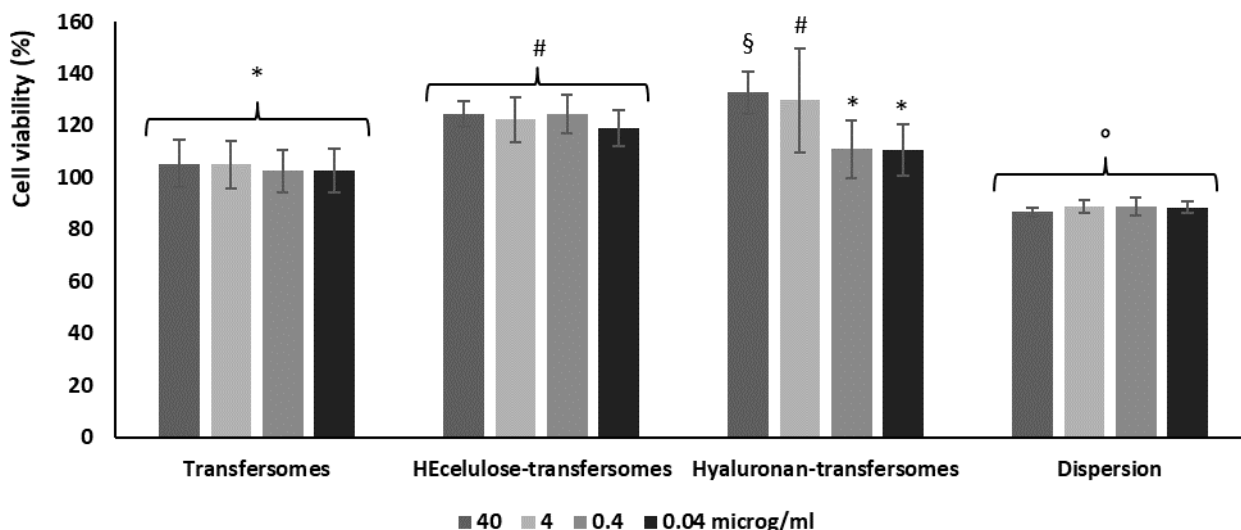 Cell viability (%)
160
140
120
100
80
60
40
20
0
*
#
§
#
*
*
°
Transfersomes
HEcelulose-transfersomes
Hyaluronan-transfersomes
Dispersion
40 4 0.4 0.04 microg/ml